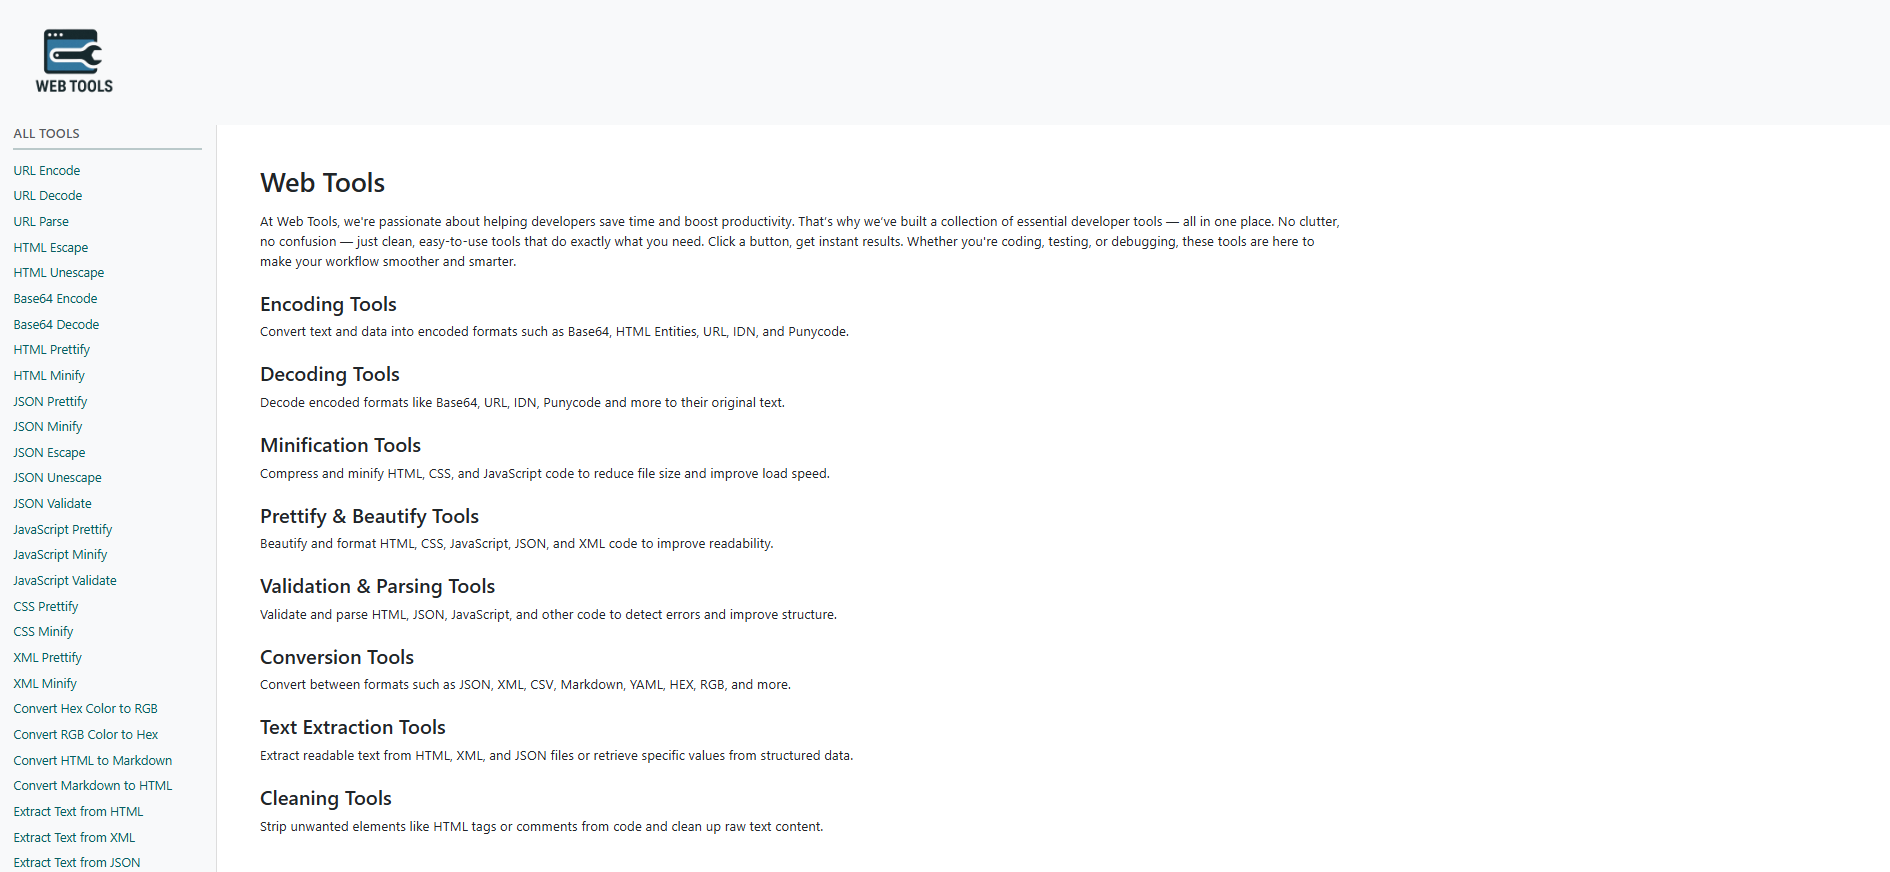 WEB TOOLS
ALL TOOLS
URL Encode
URL Decode
URL Parse
HTML Escape
HTML Unescape
Base64 Encode
Base64 Decode
HTML Prettify
HTML Minify
JSON Prettify
JSON Minify
JSON Escape
JSON Unescape
JSON Validate
JavaScript Prettify
JavaScript Minify
JavaScript Validate
CSS Prettify
CSS Minify
XML Prettify
XML Minify
Convert Hex Color to RGB
Convert RGB Color to Hex
Convert HTML to Markdown
Convert Markdown to HTML
Extract Text from HTML
Extract Text from XML
Extract Text from JSON
Web Tools
At Web Tools, we're passionate about helping developers save time and boost productivity. That's why we've built a collection of essential developer tools — all in one place. No clutter,
no confusion — just clean, easy-to-use tools that do exactly what you need. Click a button, get instant results. Whether you're coding, testing, or debugging, these tools are here to
make your workflow smoother and smarter.
Encoding Tools
Convert text and data into encoded formats such as Base64, HTML Entities, URL, IDN, and Punycode.
Decoding Tools
Decode encoded formats like Base64, URL, IDN, Punycode and more to their original text.
Minification Tools
Compress and minify HTML, CSS, and JavaScript code to reduce file size and improve load speed.
Prettify & Beautify Tools
Beautify and format HTML, CSS, JavaScript, JSON, and XML code to improve readability.
Validation & Parsing Tools
Validate and parse HTML, JSON, JavaScript, and other code to detect errors and improve structure.
Conversion Tools
Convert between formats such as JSON, XML, CSV, Markdown, YAML, HEX, RGB, and more.
Text Extraction Tools
Extract readable text from HTML, XML, and JSON files or retrieve specific values from structured data.
Cleaning Tools
Strip unwanted elements like HTML tags or comments from code and clean up raw text content.